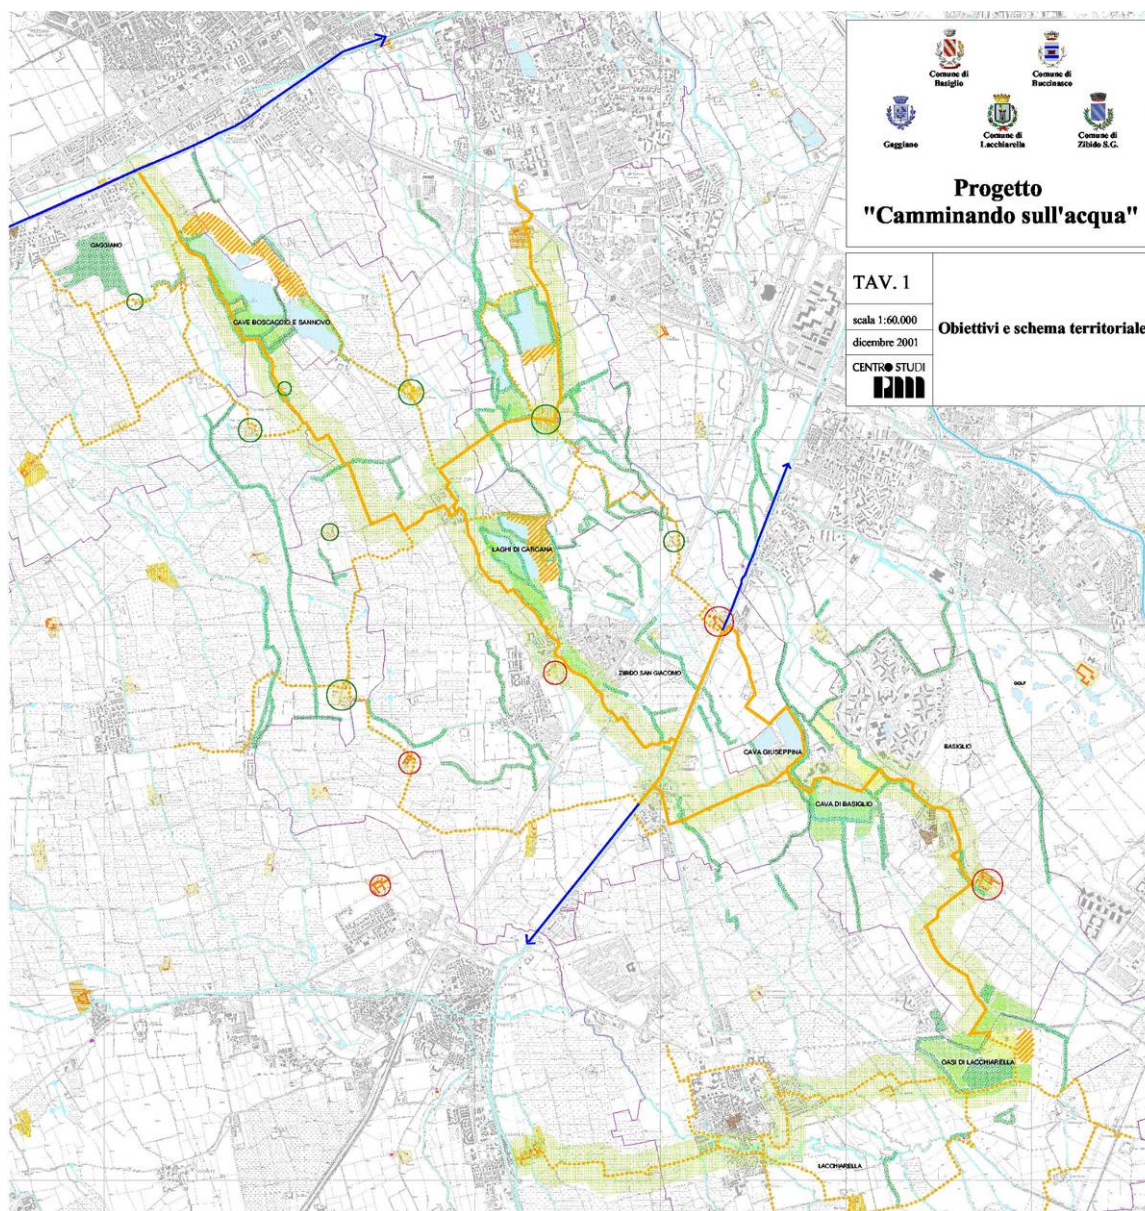 Comune di
Basiglio
Comune di
Buccinasco
Gaggiano
Comune di
Lacchiarella
Comune di
Zibido S.G.
Progetto
"Camminando sull'acqua"
TAV. 1
scala 1:60.000
dicembre 2001
CENTRO STUDI
PIM
Obiettivi e schema territoriale
GAGGIANO
CAVE BOSCACCIO E SANNOVO
LAGHI DI CARCANA
ZIBIDO SAN GIACOMO
GOLF
BASIGLIO
CAVA GIUSEPPINA
CAVA DI BASIGLIO
OASI DI LACCHIARELLA
LACCHIARELLA